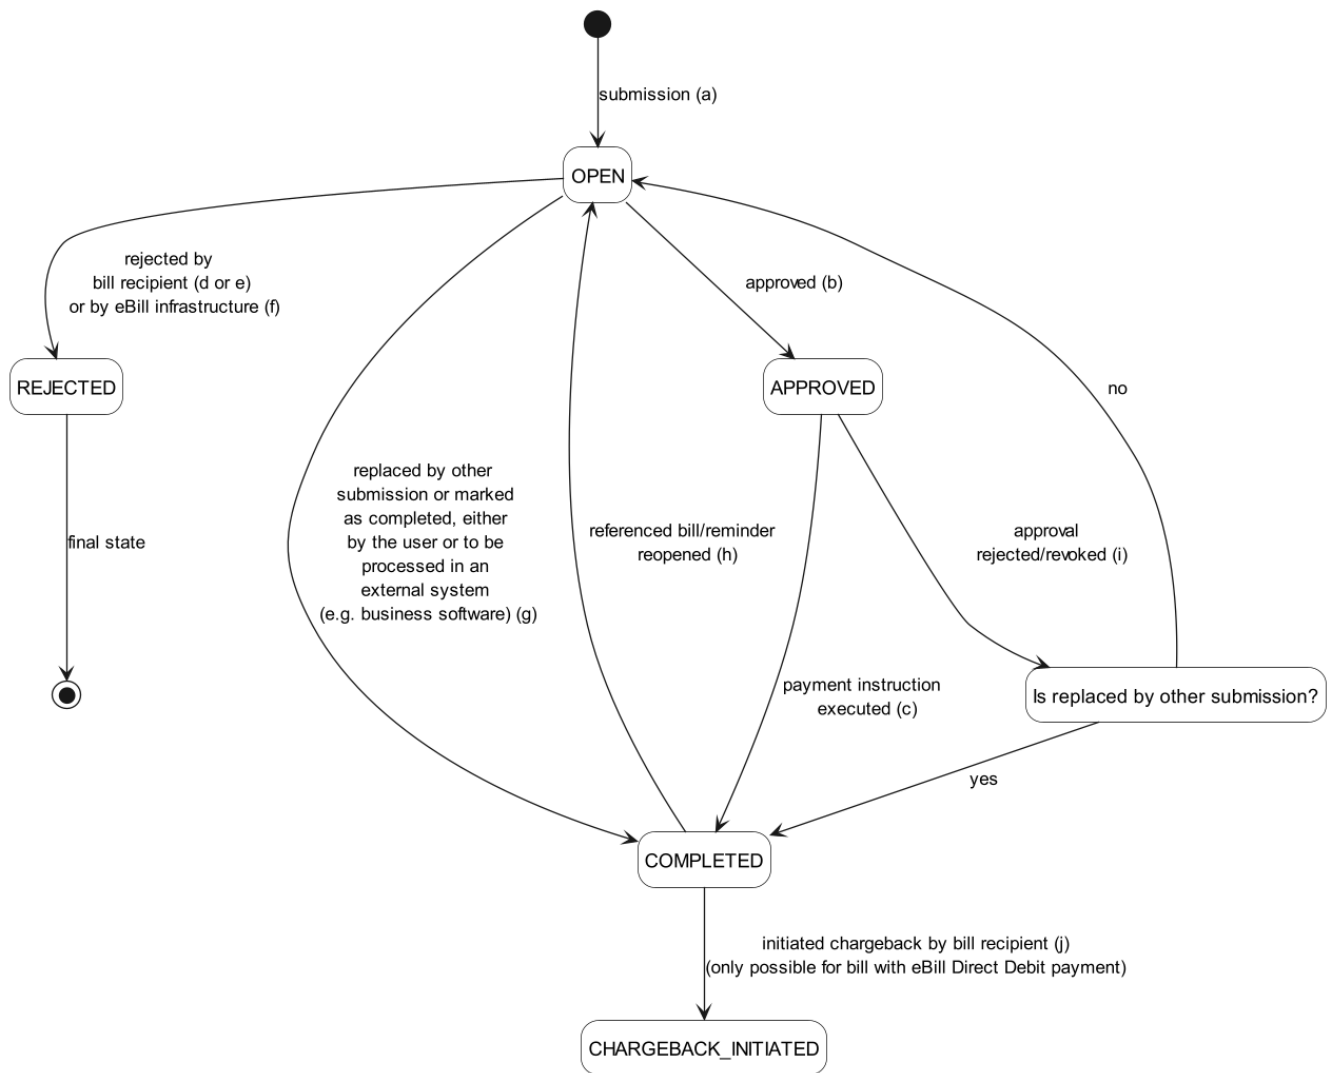 submission (a)
OPEN
rejected by
bill recipient (d or e)
or by eBill infrastructure (f)
approved (b)
REJECTED
APPROVED
no
replaced by other
submission or marked
as completed, either
by the user or to be
processed in an
external system
(e.g. business software) (g)
referenced bill/reminder
reopened (h)
approval
rejected/revoked (i)
final state
payment instruction
executed (c)
Is replaced by other submission?
yes
COMPLETED
initiated chargeback by bill recipient (j)
(only possible for bill with eBill Direct Debit payment)
CHARGEBACK_INITIATED